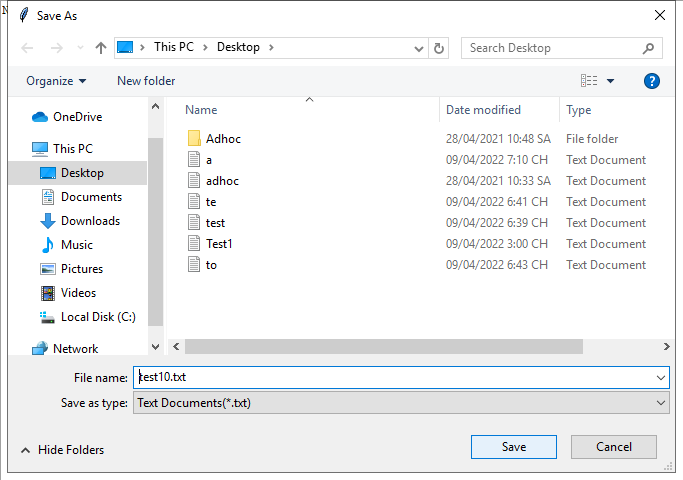 N
Save As
This PC
Desktop
Search Desktop
Organize
New folder
?
OneDrive
This PC
Desktop
Documents
Downloads
Music
Pictures
Videos
Local Disk (C:)
Network
Name Date modified Type
Adhoc 28/04/2021 10:48 SA File folder
a 09/04/2022 7:10 CH Text Document
adhoc 28/04/2021 10:33 SA Text Document
te 09/04/2022 6:41 CH Text Document
test 09/04/2022 6:39 CH Text Document
Test1 09/04/2022 3:00 CH Text Document
to 09/04/2022 6:43 CH Text Document
File name: test10.txt
Save as type: Text Documents(*.txt)
Hide Folders
Save
Cancel